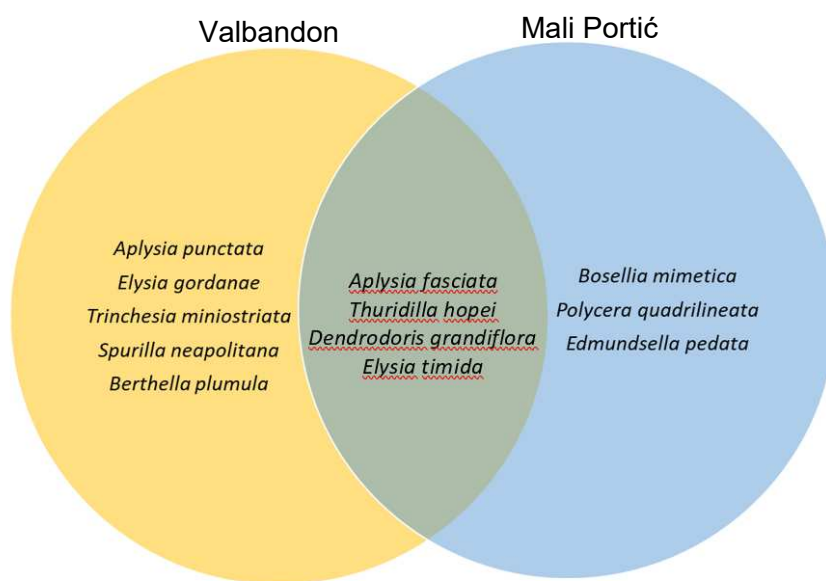 Valbandon
Mali Portić
Aplysia punctata
Elysia gordanae
Trinchesia miniostriata
Spurilla neapolitana
Berthella plumula
Aplysia fasciata
Thuridilla hopei
Dendrodoris grandiflora
Elysia timida
Bosellia mimetica
Polycera quadrilineata
Edmundsella pedata